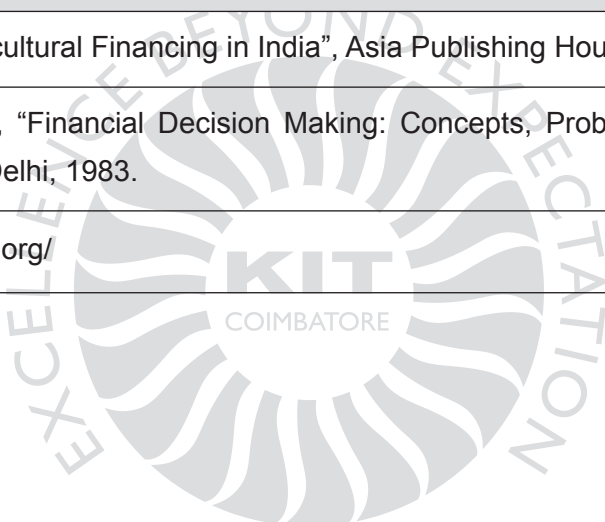 cultural Financing in India”, Asia Publishing Hou
, “Financial Decision Making: Concepts, Prob
Delhi, 1983.
org/
EXCELLENCE BEYOND EXPECTATION
KIT
COIMBATORE